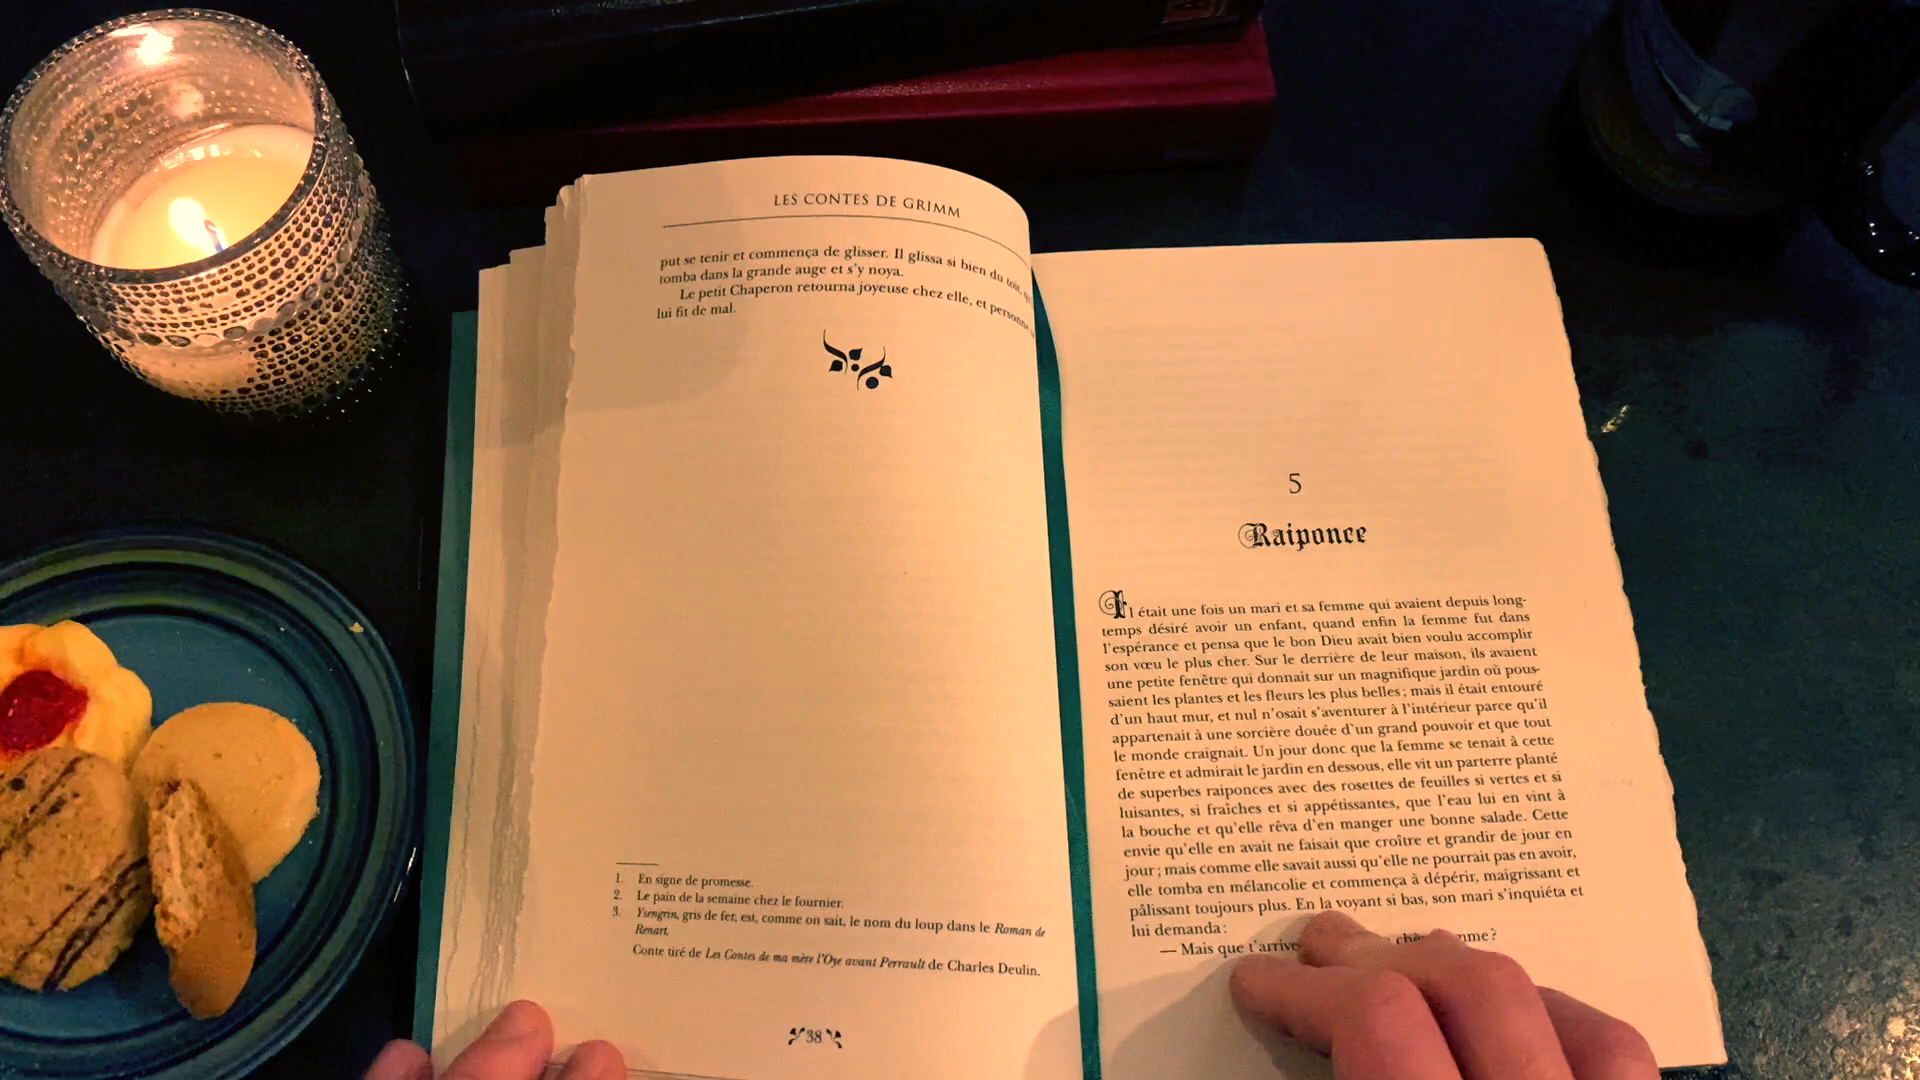 LES CONTES DE GRIMM
put se tenir et commença de glisser. Il glissa si bien du toit,
tomba dans la grande auge et s'y noya.
Le petit Chaperon retourna joyeuse chez elle, et personne
lui fit de mal.
1. En signe de promesse.
2. Le pain de la semaine chez le fournier.
3. Ysengrin, gris de fer, est, comme on sait, le nom du loup dans le Roman de
Renart.
Conte tiré de Les Contes de ma mère l'Oye avant Perrault de Charles Deulin.
38
5
Raiponce
Il était une fois un mari et sa femme qui avaient depuis long-
temps désiré avoir un enfant, quand enfin la femme fut dans
l'espérance et pensa que le bon Dieu avait bien voulu accomplir
son vœu le plus cher. Sur le derrière de leur maison, ils avaient
une petite fenêtre qui donnait sur un magnifique jardin où pous-
saient les plantes et les fleurs les plus belles ; mais il était entouré
d'un haut mur, et nul n'osait s'aventurer à l'intérieur parce qu'il
appartenait à une sorcière douée d'un grand pouvoir et que tout
le monde craignait. Un jour donc que la femme se tenait à cette
fenêtre et admirait le jardin en dessous, elle vit un parterre planté
de superbes raiponces avec des rosettes de feuilles si vertes et si
luisantes, si fraîches et si appétissantes, que l'eau lui en vint à
la bouche et qu'elle rêva d'en manger une bonne salade. Cette
envie qu'elle en avait ne faisait que croître et grandir de jour en
jour ; mais comme elle savait aussi qu'elle ne pourrait pas en avoir,
elle tomba en mélancolie et commença à dépérir, maigrissant et
pâlissant toujours plus. En la voyant si bas, son mari s'inquiéta et
lui demanda :
— Mais que t'arrive